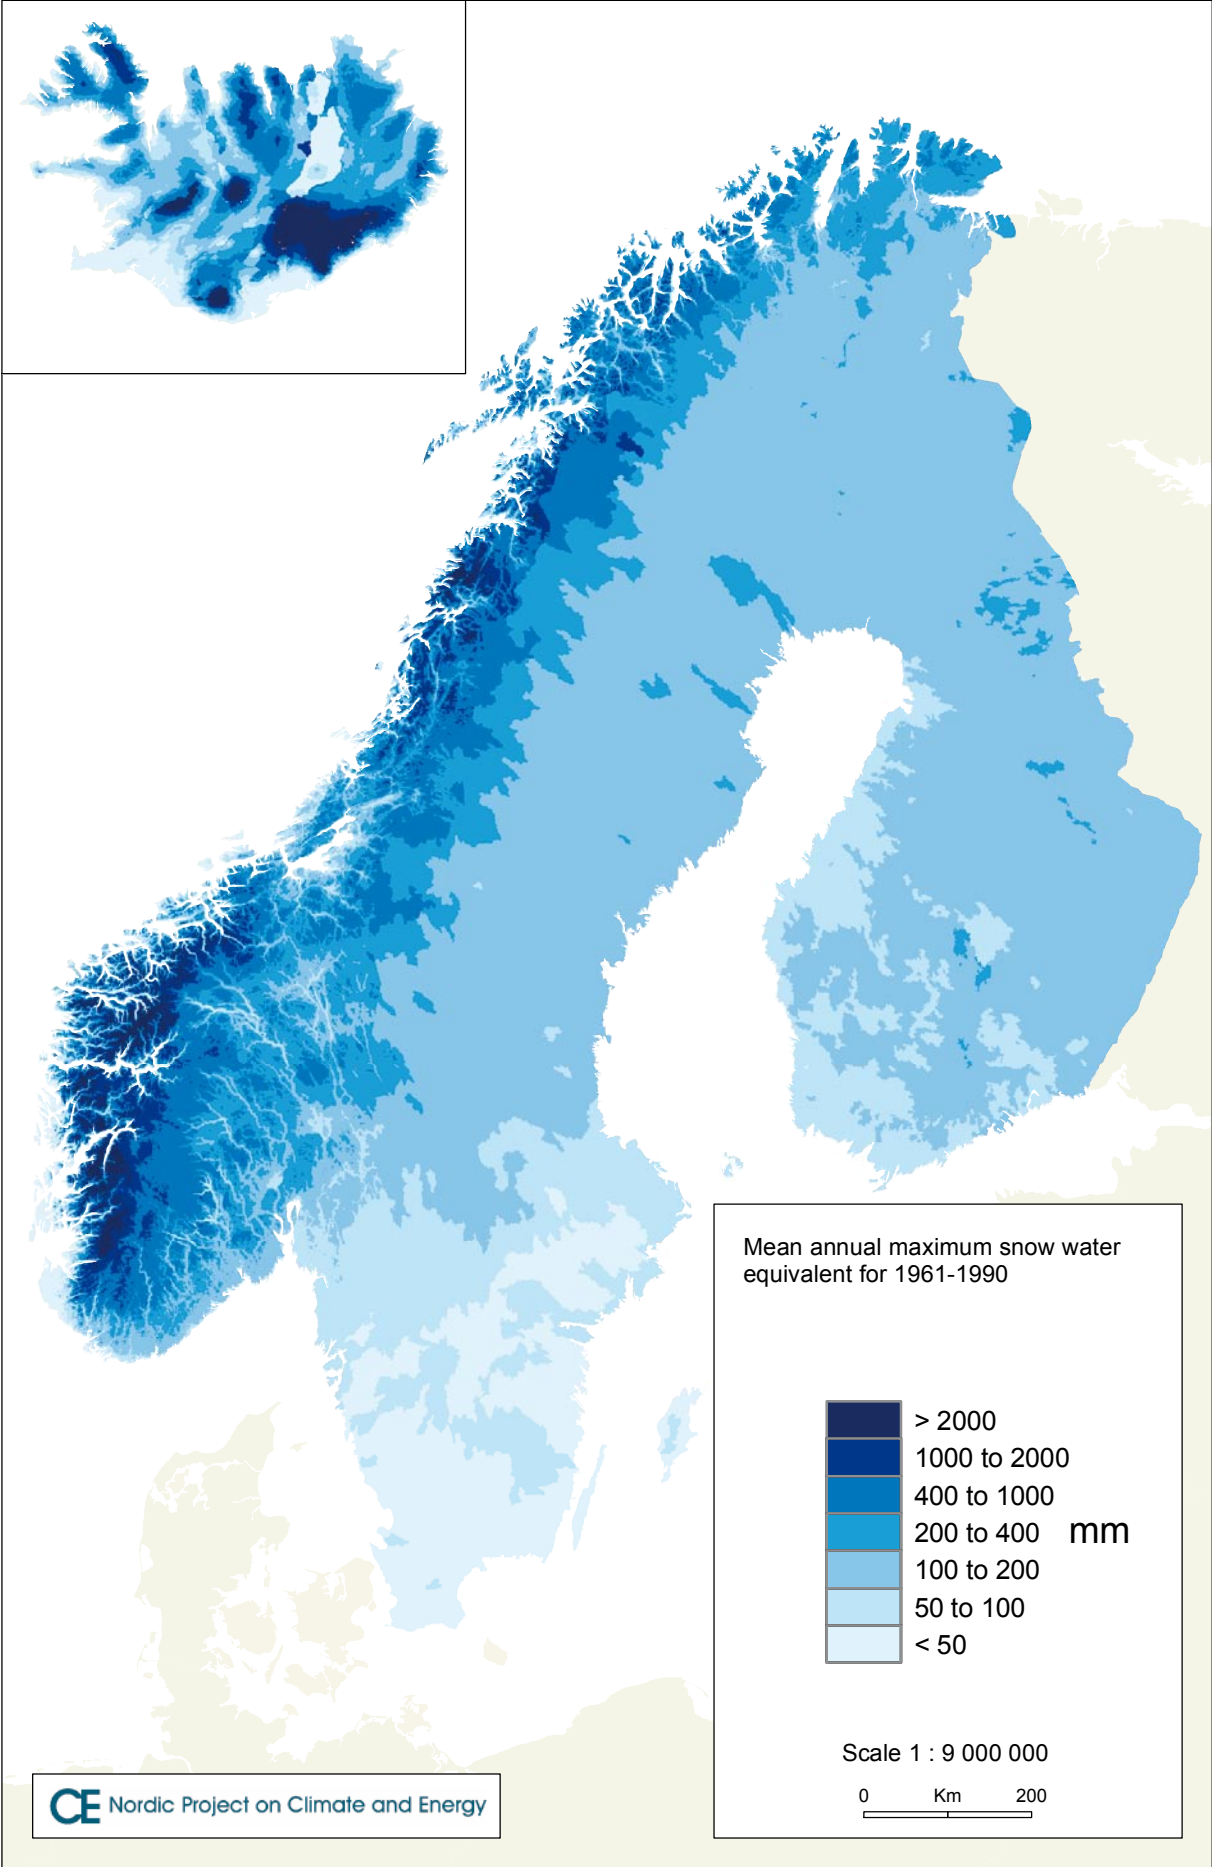 Mean annual maximum snow water
equivalent for 1961-1990
> 2000
1000 to 2000
400 to 1000
200 to 400 mm
100 to 200
50 to 100
< 50
Scale 1 : 9 000 000
0 Km 200
CE Nordic Project on Climate and Energy